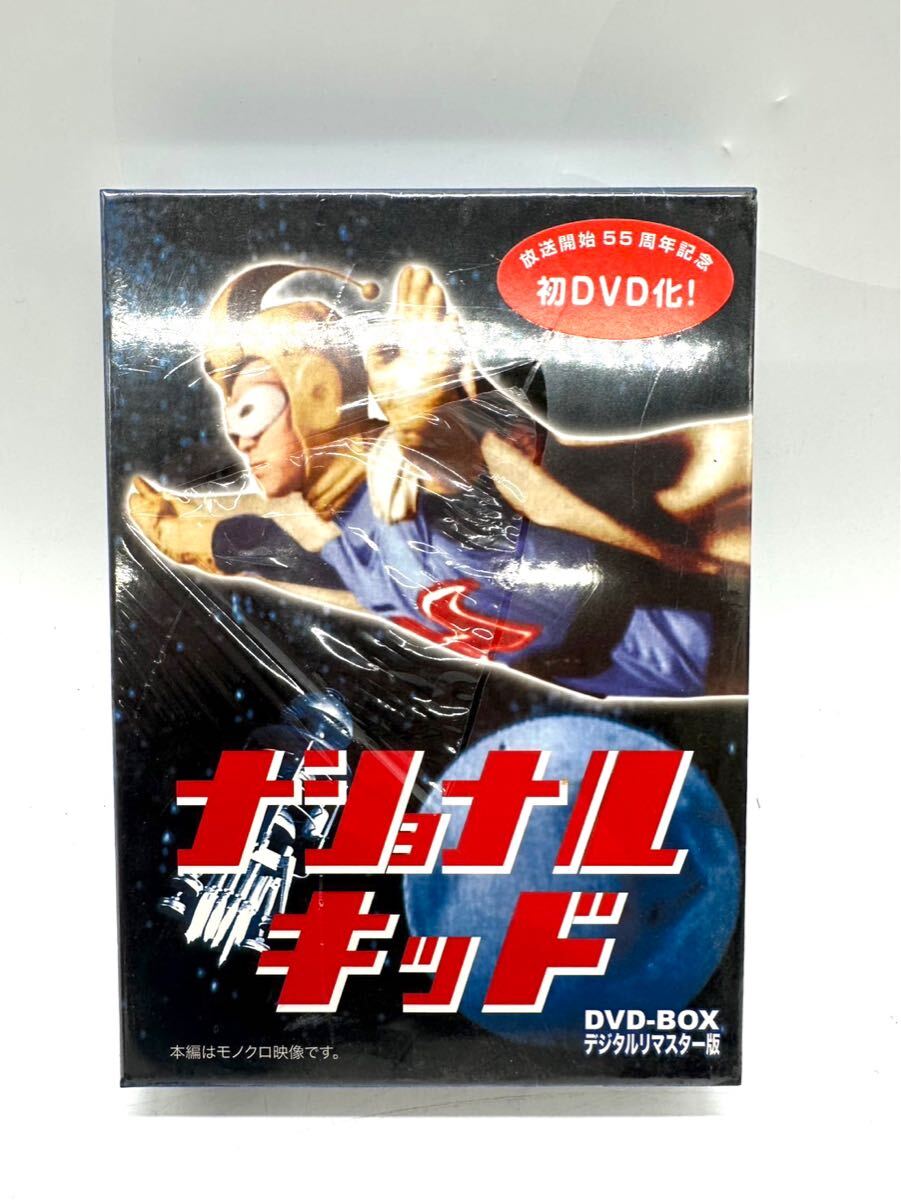 放送開始55周年記念
初DVD化!
ナショナル
キッド
DVD-BOX
デジタルリマスター版
本編はモノクロ映像です。